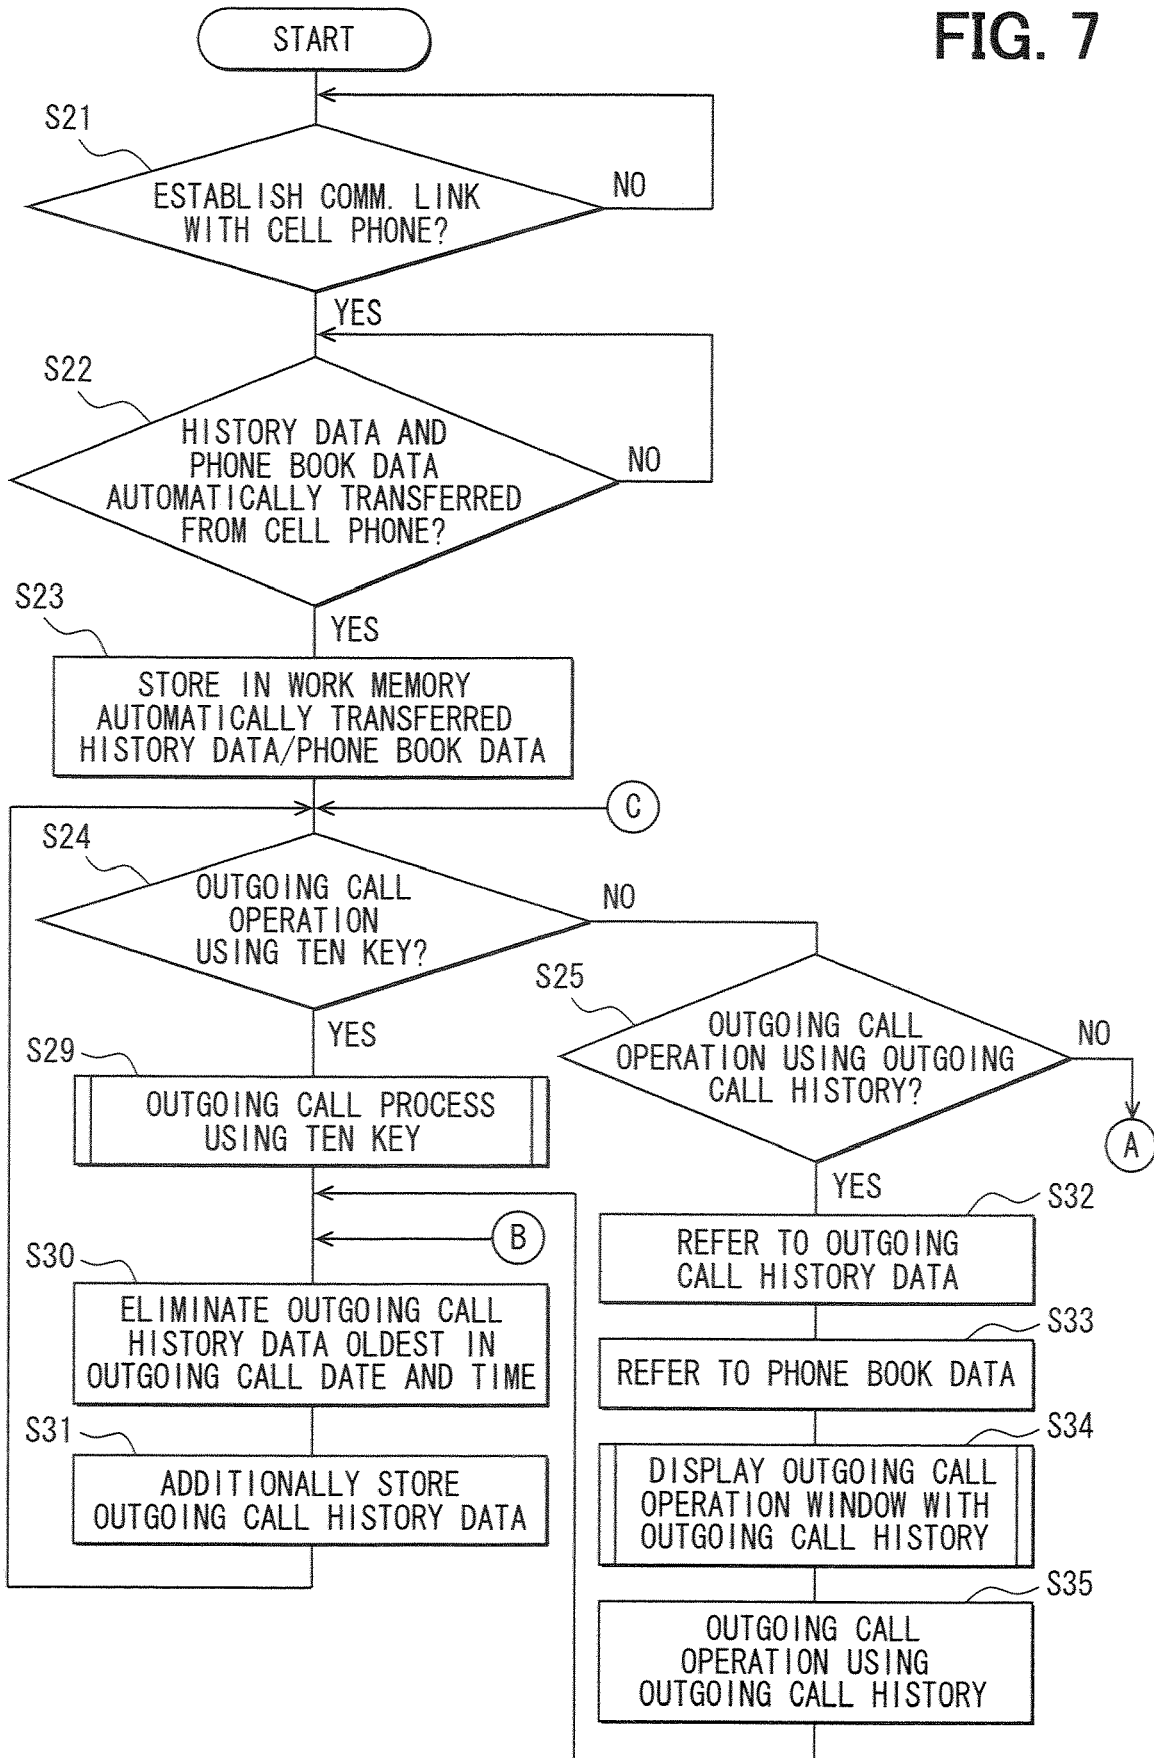 FIG. 7
START
S21
ESTABLISH COMM. LINK
WITH CELL PHONE?
NO
YES
S22
HISTORY DATA AND
PHONE BOOK DATA
AUTOMATICALLY TRANSFERRED
FROM CELL PHONE?
NO
YES
S23
STORE IN WORK MEMORY
AUTOMATICALLY TRANSFERRED
HISTORY DATA/PHONE BOOK DATA
C
S24
OUTGOING CALL
OPERATION
USING TEN KEY?
NO
YES
S25
OUTGOING CALL
OPERATION USING OUTGOING
CALL HISTORY?
NO
A
YES
S29
OUTGOING CALL PROCESS
USING TEN KEY
B
S30
ELIMINATE OUTGOING CALL
HISTORY DATA OLDEST IN
OUTGOING CALL DATE AND TIME
S31
ADDITIONALLY STORE
OUTGOING CALL HISTORY DATA
S32
REFER TO OUTGOING
CALL HISTORY DATA
S33
REFER TO PHONE BOOK DATA
S34
DISPLAY OUTGOING CALL
OPERATION WINDOW WITH
OUTGOING CALL HISTORY
S35
OUTGOING CALL
OPERATION USING
OUTGOING CALL HISTORY